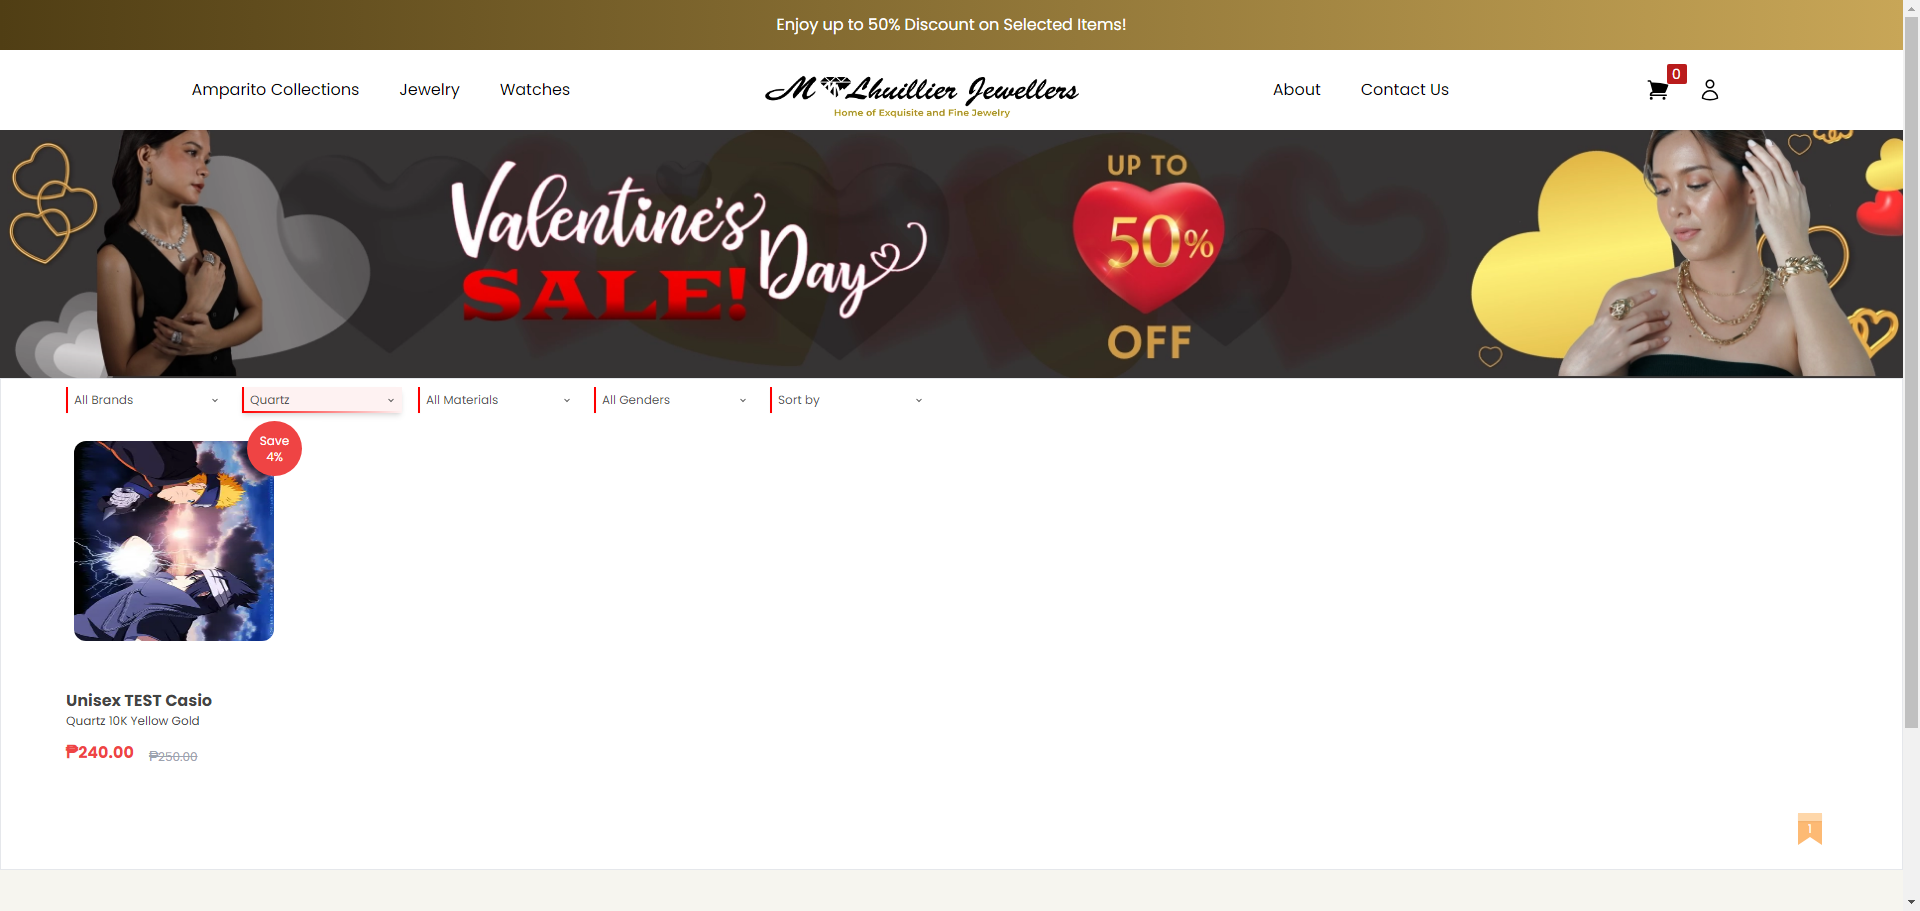 Enjoy up to 50% Discount on Selected Items!
Amparito Collections
Jewelry
Watches
M Lhuillier Jewellers
Home of Exquisite and Fine Jewelry
About
Contact Us
0
Valentine's
Day
SALE!
UP TO
50%
OFF
All Brands
Quartz
All Materials
All Genders
Sort by
Save
4%
Unisex TEST Casio
Quartz 10K Yellow Gold
₱240.00 ₱250.00
1